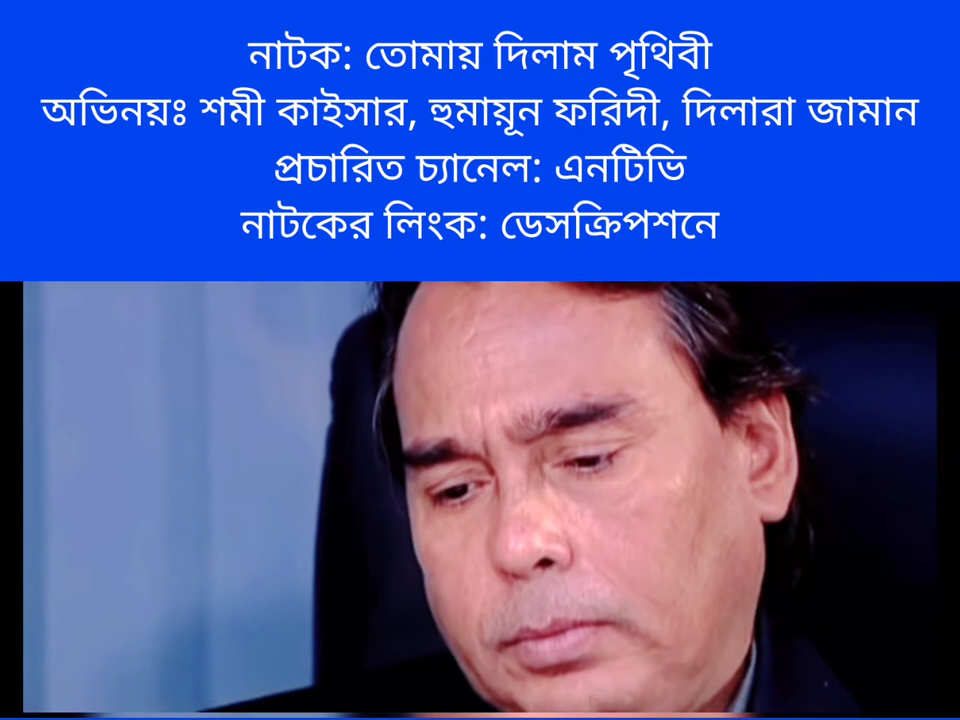 নাটক: তোমায় দিলাম পৃথিবী
অভিনয়ঃ শমী কাইসার, হুমায়ূন ফরিদী, দিলারা জামান
প্রচারিত চ্যানেল: এনটিভি
নাটকের লিংক: ডেসক্রিপশনে